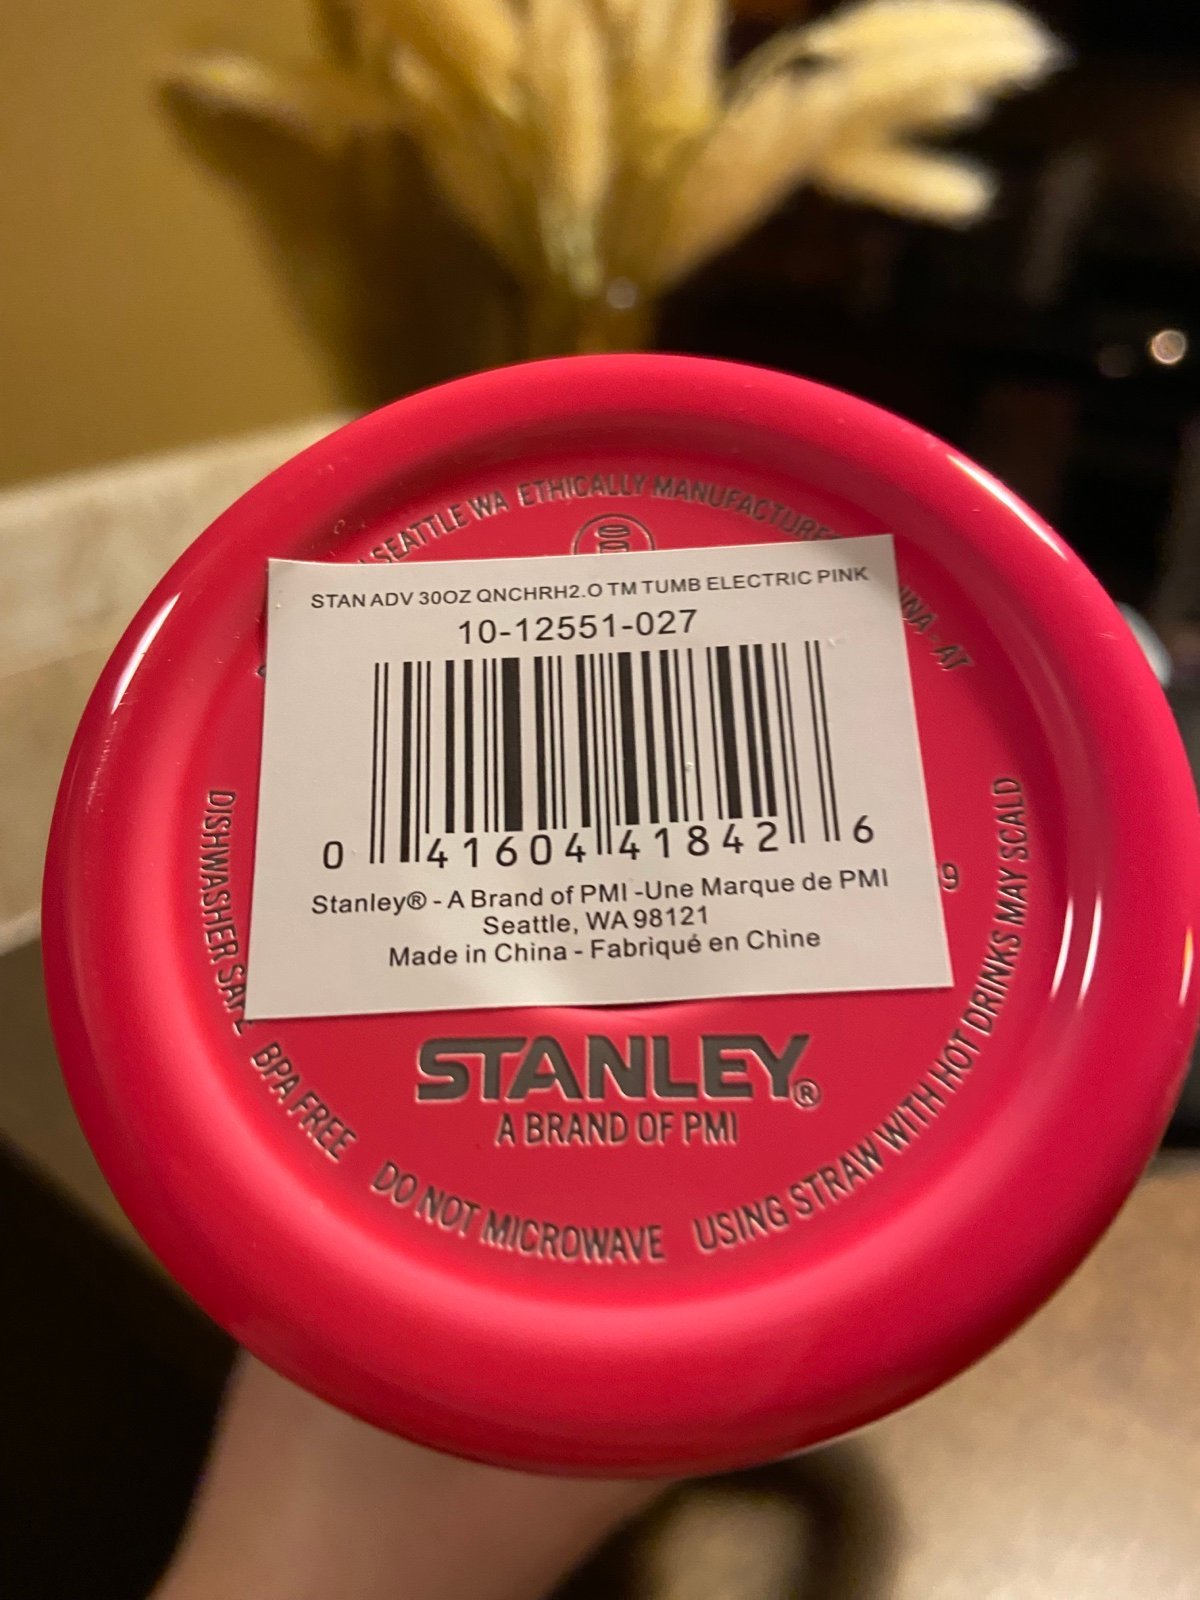 SEATTLE WA ETHICALLY MANUFACTURE
AT
STAN ADV 30OZ QNCHRH2.O TM TUMB ELECTRIC PINK
10-12551-027
0 41604 41842 6
Stanley® - A Brand of PMI -Une Marque de PMI
Seattle, WA 98121
Made in China - Fabriqué en Chine
9
STANLEY®
A BRAND OF PMI
DISHWASHER SAFE BPA FREE DO NOT MICROWAVE USING STRAW WITH HOT DRINKS MAY SCALD